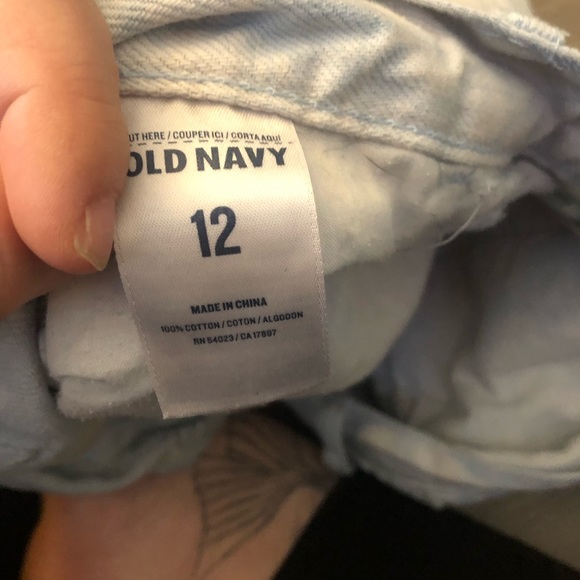 UT HERE / COUPER ICI / CORTA AQUÍ
OLD NAVY
12
MADE IN CHINA
100% COTTON / COTON / ALGODON
RN 54023 / CA 17897